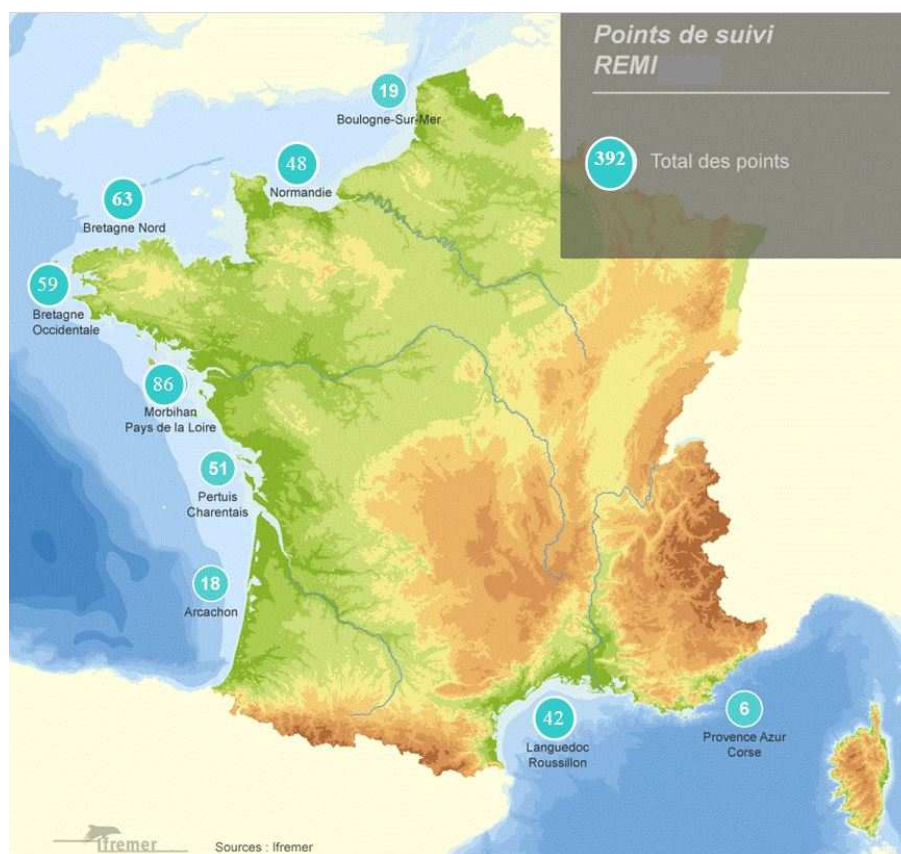 Points de suivi
REMI
392 Total des points
19
Boulogne-Sur-Mer
48
Normandie
63
Bretagne Nord
59
Bretagne
Occidentale
86
Morbihan
Pays de la Loire
51
Pertuis
Charentais
18
Arcachon
42
Languedoc
Roussillon
6
Provence Azur
Corse
ifremer
Sources : Ifremer